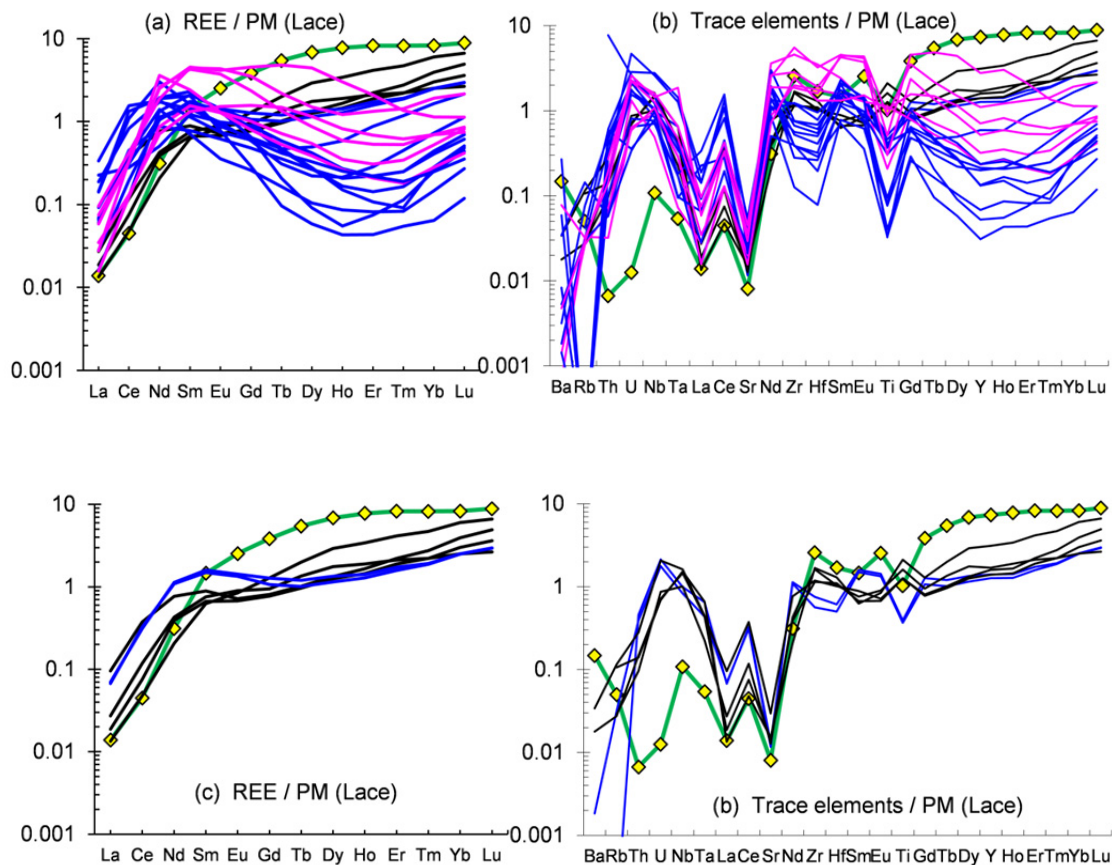 (a) REE / PM (Lace)
10
1
0.1
0.01
0.001
La Ce Nd Sm Eu Gd Tb Dy Ho Er Tm Yb Lu
(b) Trace elements / PM (Lace)
10
1
0.1
0.01
0.001
Ba Rb Th U Nb Ta La Ce Sr Nd Zr Hf Sm Eu Ti Gd Tb Dy Y Ho Er Tm Yb Lu
10
1
0.1
0.01
0.001
(c) REE / PM (Lace)
La Ce Nd Sm Eu Gd Tb Dy Ho Er Tm Yb Lu
10
1
0.1
0.01
0.001
(b) Trace elements / PM (Lace)
Ba Rb Th U Nb Ta La Ce Sr Nd Zr Hf Sm Eu Ti Gd Tb Dy Y Ho Er Tm Yb Lu